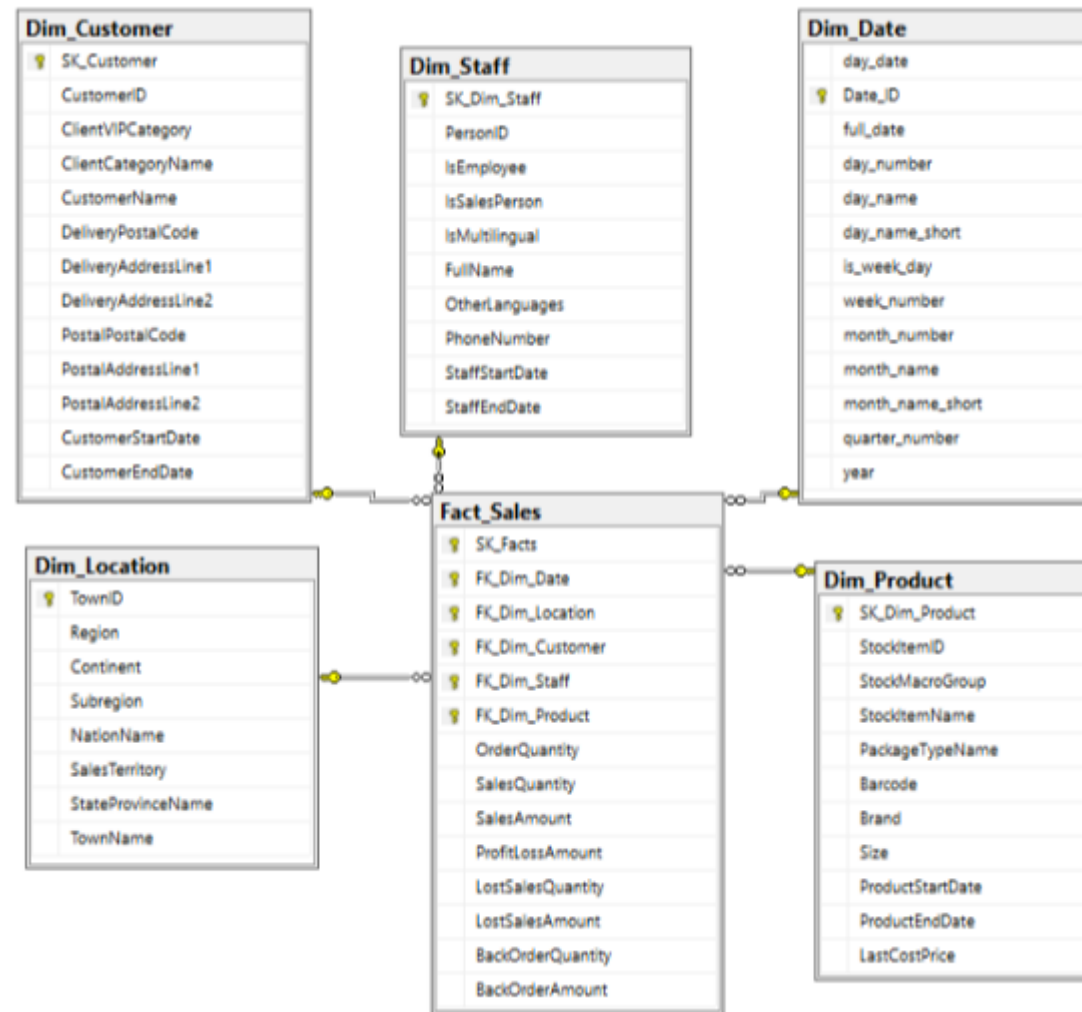 Dim_Customer
SK_Customer
CustomerID
ClientVIPCategory
ClientCategoryName
CustomerName
DeliveryPostalCode
DeliveryAddressLine1
DeliveryAddressLine2
PostalPostalCode
PostalAddressLine1
PostalAddressLine2
CustomerStartDate
CustomerEndDate
Dim_Staff
SK_Dim_Staff
PersonID
IsEmployee
IsSalesPerson
IsMultilingual
FullName
OtherLanguages
PhoneNumber
StaffStartDate
StaffEndDate
Dim_Date
day_date
Date_ID
full_date
day_number
day_name
day_name_short
is_week_day
week_number
month_number
month_name
month_name_short
quarter_number
year
Dim_Location
TownID
Region
Continent
Subregion
NationName
SalesTerritory
StateProvinceName
TownName
Fact_Sales
SK_Facts
FK_Dim_Date
FK_Dim_Location
FK_Dim_Customer
FK_Dim_Staff
FK_Dim_Product
OrderQuantity
SalesQuantity
SalesAmount
ProfitLossAmount
LostSalesQuantity
LostSalesAmount
BackOrderQuantity
BackOrderAmount
Dim_Product
SK_Dim_Product
StockItemID
StockMacroGroup
StockItemName
PackageTypeName
Barcode
Brand
Size
ProductStartDate
ProductEndDate
LastCostPrice